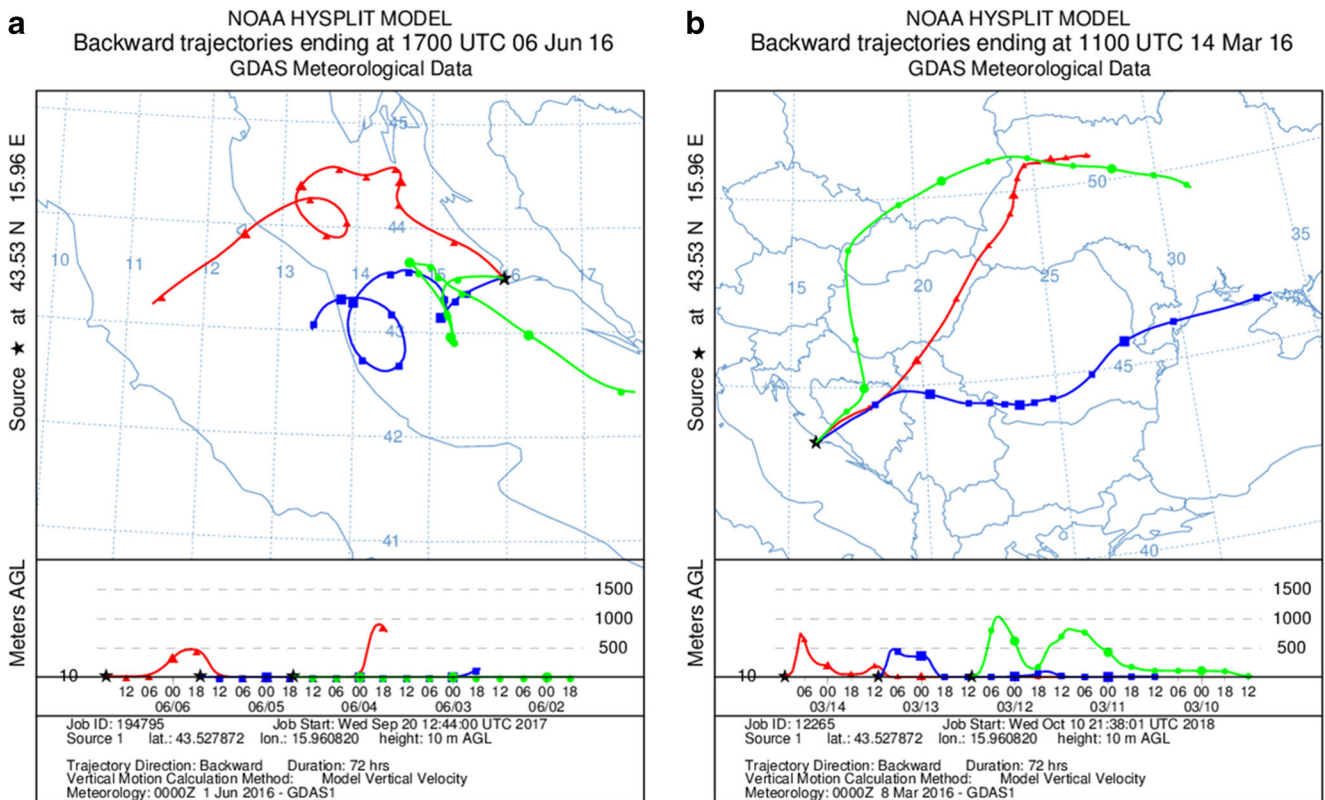 a
NOAA HYSPLIT MODEL
Backward trajectories ending at 1700 UTC 06 Jun 16
GDAS Meteorological Data
Source ★ at 43.53 N 15.96 E
45
44
10 11 12 13 14 15 16 17
43
42
41
Meters AGL
1500
1000
500
10
12 06 00 18 12 06 00 18 12 06 00 18 12 06 00 18
06/06 06/05 06/04 06/03 06/02
Job ID: 194795 Job Start: Wed Sep 20 12:44:00 UTC 2017
Source 1 lat.: 43.527872 lon.: 15.960820 height: 10 m AGL
Trajectory Direction: Backward Duration: 72 hrs
Vertical Motion Calculation Method: Model Vertical Velocity
Meteorology: 0000Z 1 Jun 2016 - GDAS1
b
NOAA HYSPLIT MODEL
Backward trajectories ending at 1100 UTC 14 Mar 16
GDAS Meteorological Data
Source ★ at 43.53 N 15.96 E
50
35
30
25
20
15
45
40
Meters AGL
1500
1000
500
10
06 00 18 12 06 00 18 12 06 00 18 12 06 00 18 12 06 00 18 12
03/14 03/13 03/12 03/11 03/10
Job ID: 12265 Job Start: Wed Oct 10 21:38:01 UTC 2018
Source 1 lat.: 43.527872 lon.: 15.960820 height: 10 m AGL
Trajectory Direction: Backward Duration: 72 hrs
Vertical Motion Calculation Method: Model Vertical Velocity
Meteorology: 0000Z 8 Mar 2016 - GDAS1